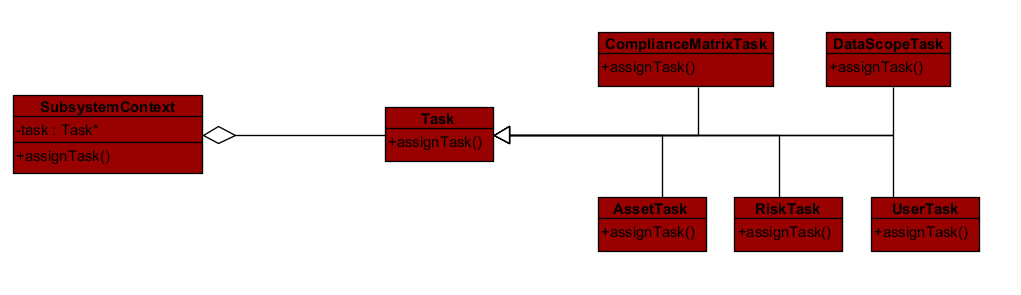 ComplianceMatrixTask
+assignTask()
DataScopeTask
+assignTask()
SubsystemContext
-task : Task*
+assignTask()
Task
+assignTask()
AssetTask
+assignTask()
RiskTask
+assignTask()
UserTask
+assignTask()